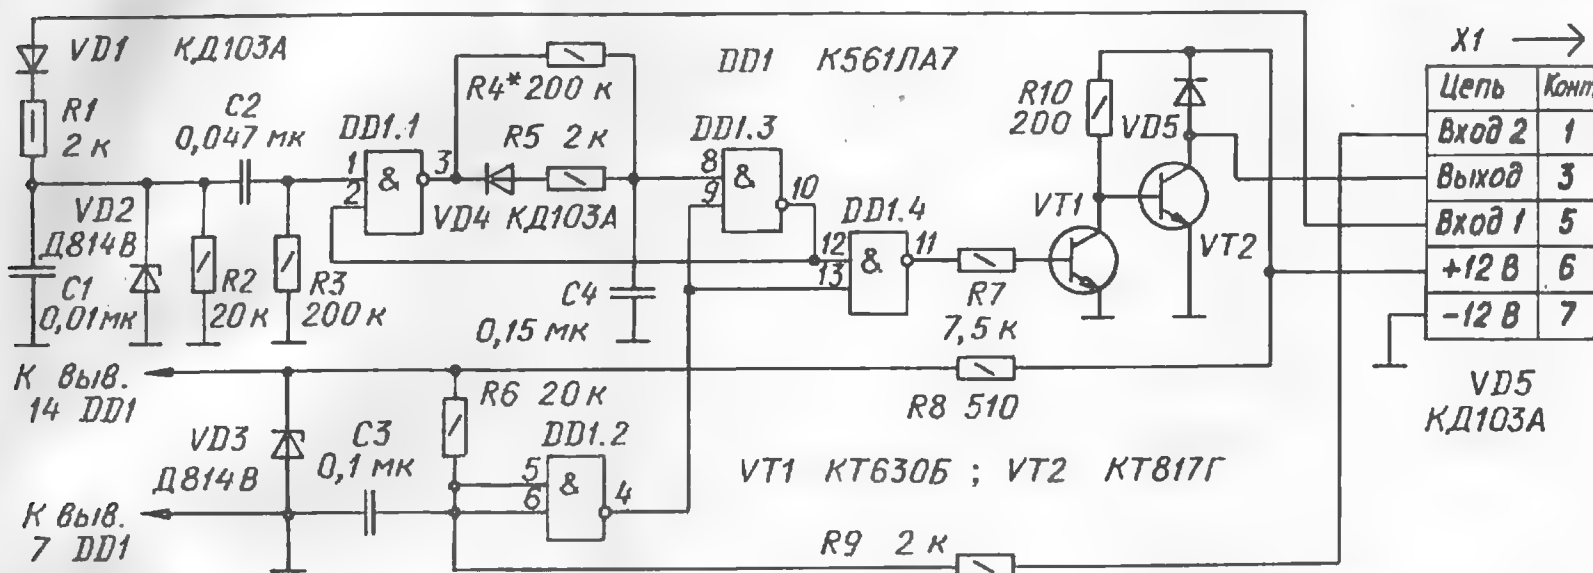 VD1 КД103А
R1
2 к
C2
0,047 мк
VD2
Д814В
C1
0,01мк
R2
20 к
R3
200 к
DD1.1
1
2
&
3
R4* 200 к
R5 2 к
VD4 КД103А
DD1 К561ЛА7
DD1.3
8
9
&
10
C4
0,15 мк
DD1.4
12
13
&
11
R7
7,5 к
R10
200
VD5
VT1
VT2
X1
Цепь Конт
Вход 2 1
Выход 3
Вход 1 5
+12 В 6
-12 В 7
VD5
КД103А
К выв.
14 DD1
R8 510
R6 20 к
VD3
Д814В
C3
0,1 мк
DD1.2
5
6
&
4
VT1 КТ630Б ; VT2 КТ817Г
К выв.
7 DD1
R9 2 к